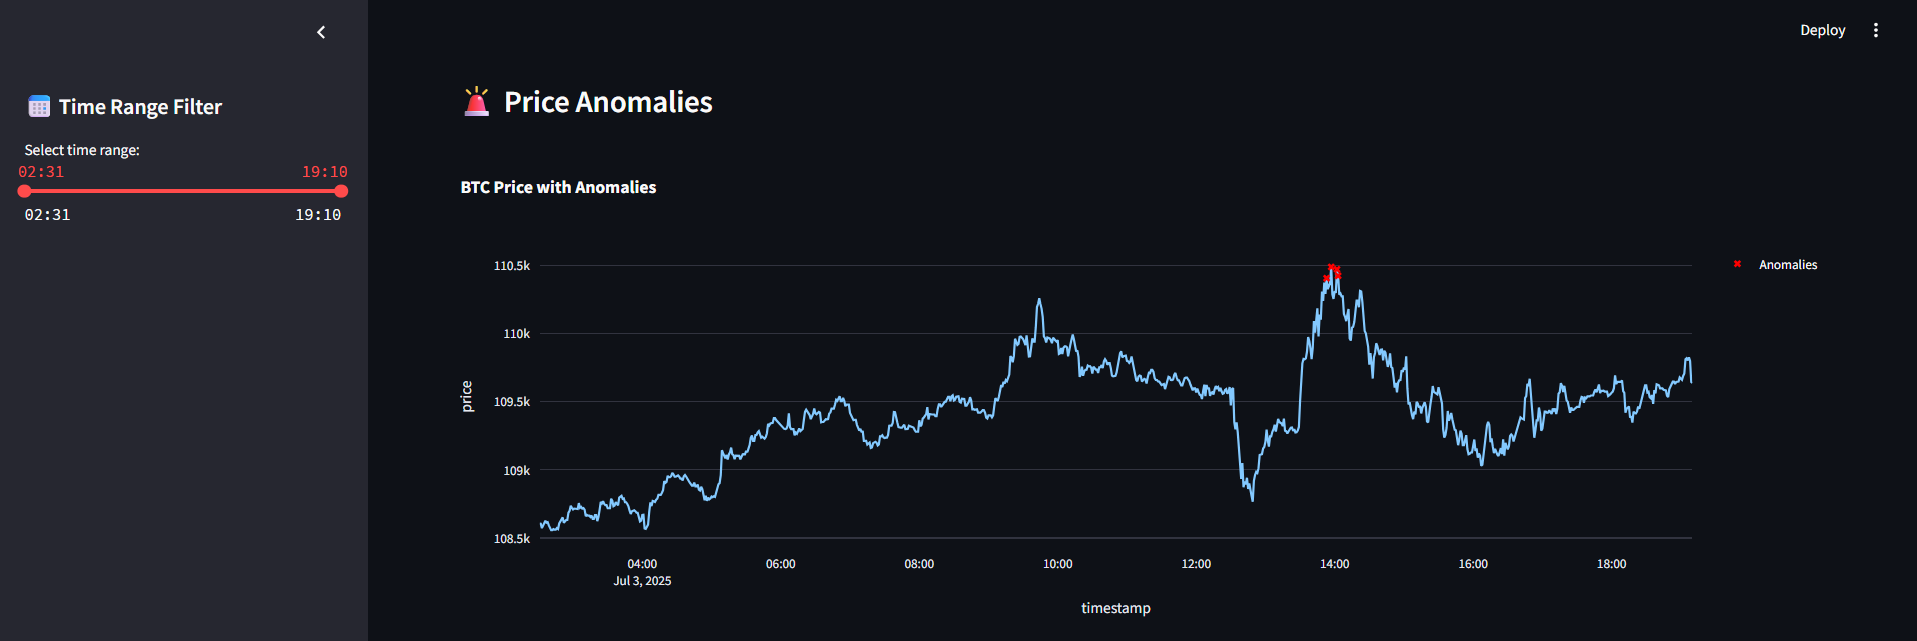 Deploy
Time Range Filter
Select time range:
02:31 19:10
02:31 19:10
Price Anomalies
BTC Price with Anomalies
110.5k
110k
109.5k
109k
108.5k
price
04:00 06:00 08:00 10:00 12:00 14:00 16:00 18:00
Jul 3, 2025
timestamp
Anomalies